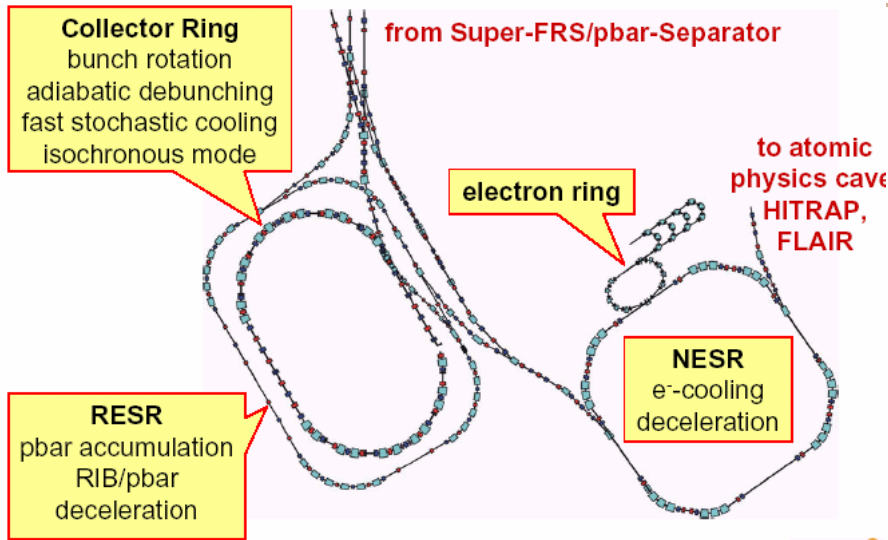 Collector Ring
bunch rotation
adiabatic debunching
fast stochastic cooling
isochronous mode
from Super-FRS/pbar-Separator
electron ring
to atomic
physics cave
HITRAP,
FLAIR
NESR
e⁻-cooling
deceleration
RESR
pbar accumulation
RIB/pbar
deceleration